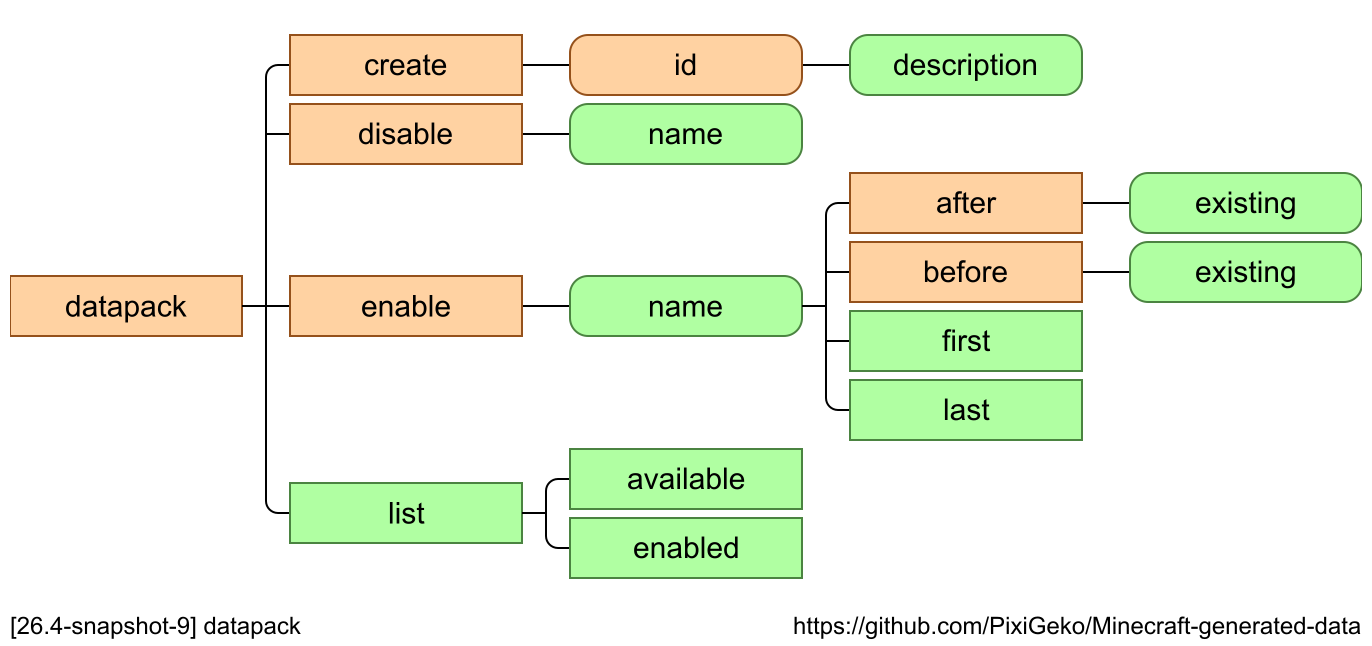 create id description
disable name
after existing
before existing
datapack enable name
first
last
available
list
enabled
[26.4-snapshot-9] datapack https://github.com/PixiGeko/Minecraft-generated-data